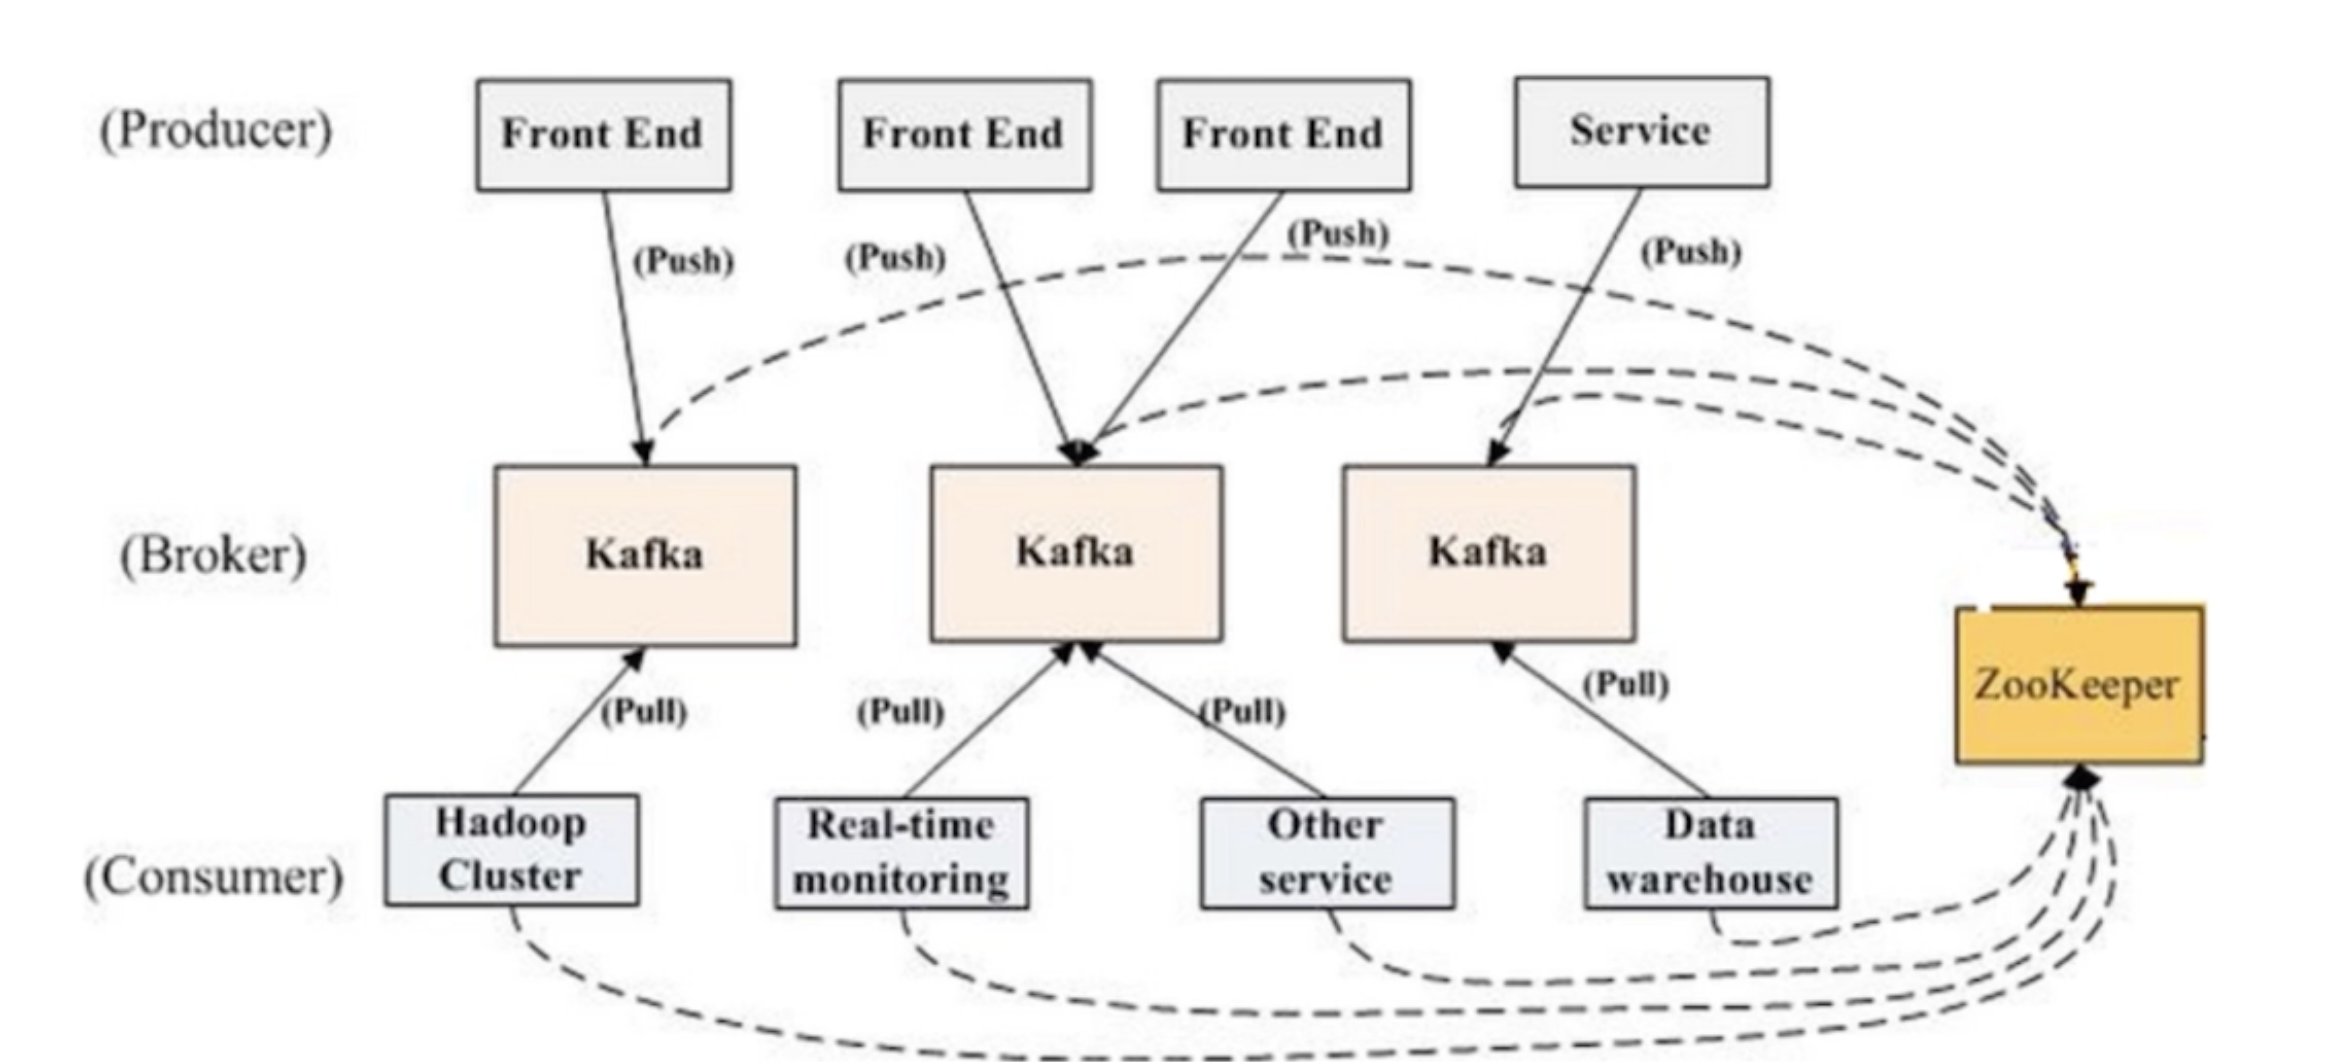 (Producer)
Front End
Front End
Front End
Service
(Push)
(Push)
(Push)
(Push)
(Broker)
Kafka
Kafka
Kafka
ZooKeeper
(Pull)
(Pull)
(Pull)
(Pull)
(Consumer)
Hadoop
Cluster
Real-time
monitoring
Other
service
Data
warehouse